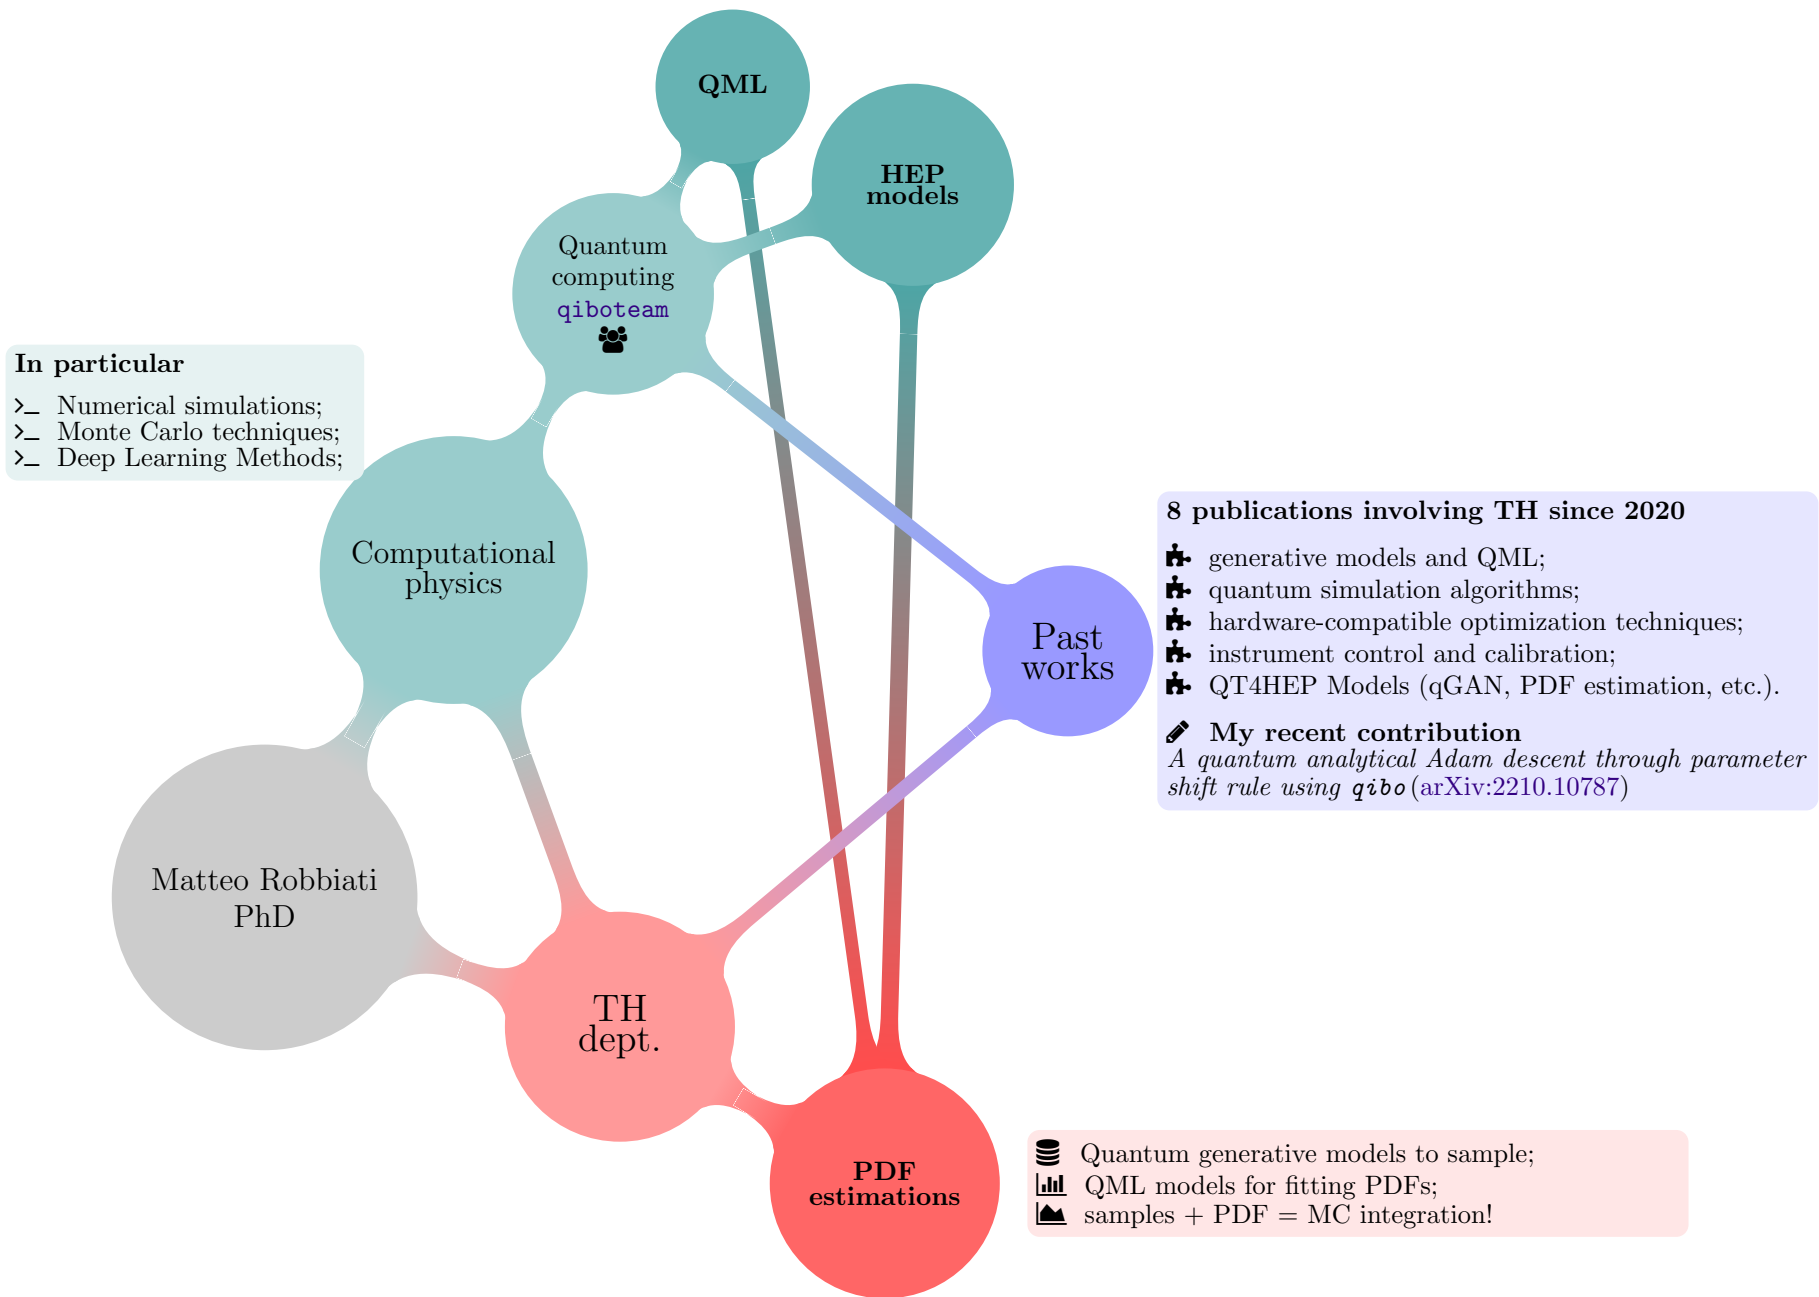 QML
HEP
models
Quantum
computing
qiboteam
In particular
Numerical simulations;
Monte Carlo techniques;
Deep Learning Methods;
Computational
physics
8 publications involving TH since 2020
generative models and QML;
quantum simulation algorithms;
hardware-compatible optimization techniques;
instrument control and calibration;
QT4HEP Models (qGAN, PDF estimation, etc.).
My recent contribution
A quantum analytical Adam descent through parameter
shift rule using qibo (arXiv:2210.10787)
Past
works
Matteo Robbiati
PhD
TH
dept.
PDF
estimations
Quantum generative models to sample;
QML models for fitting PDFs;
samples + PDF = MC integration!